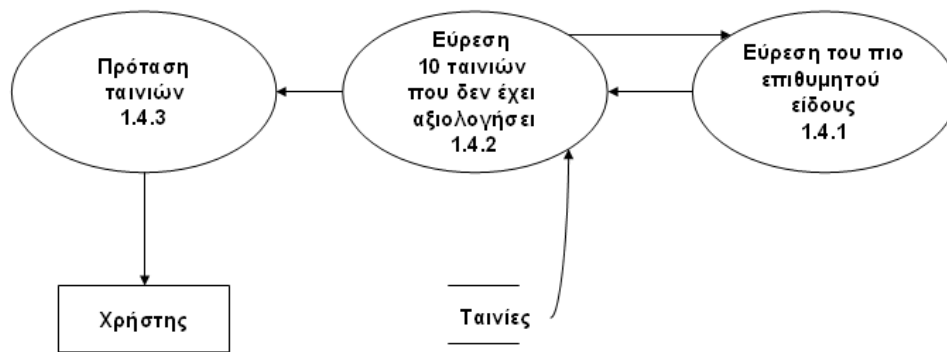 Πρόταση
ταινιών
1.4.3
Εύρεση
10 ταινιών
που δεν έχει
αξιολογήσει
1.4.2
Εύρεση του πιο
επιθυμητού
είδους
1.4.1
Χρήστης
Ταινίες